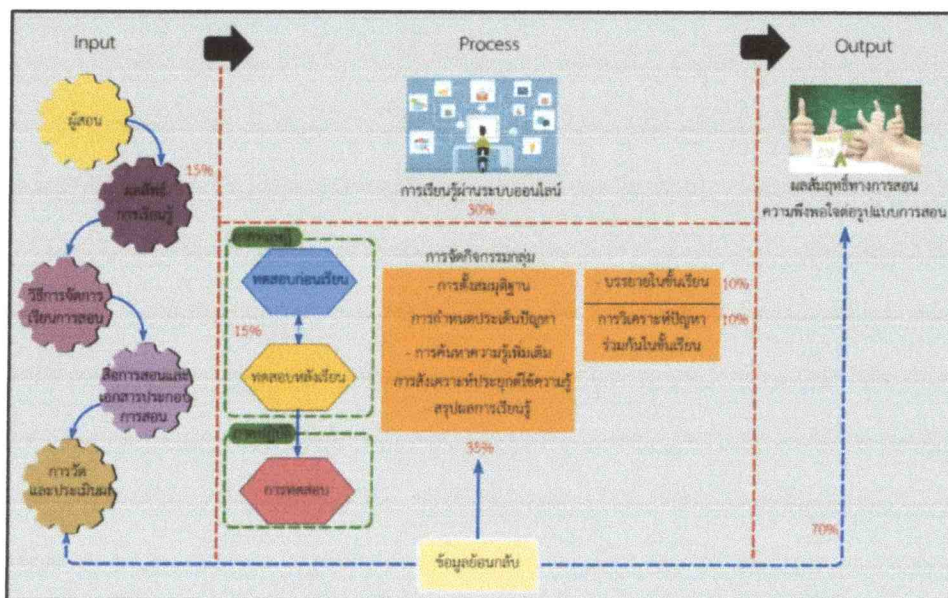 Input
Process
Output
ผู้สอน
ผลลัพธ์
การเรียนรู้
15%
วิธีการจัดการ
เรียนการสอน
สื่อการสอนและ
เอกสารประกอบ
การสอน
การวัด
และประเมินผล
การเรียนรู้ผ่านระบบออนไลน์
30%
ทดสอบก่อนเรียน
15%
ทดสอบหลังเรียน
ภาคปฏิบัติ
การทดสอบ
การจัดกิจกรรมกลุ่ม
- การตั้งสมมุติฐาน
การกำหนดประเด็นปัญหา
- การค้นหาความรู้เพิ่มเติม
การสังเคราะห์ประยุกต์ใช้ความรู้
-สรุปผลการเรียนรู้
35%
- บรรยายในชั้นเรียน
10%
การวิเคราะห์ปัญหา
ร่วมกันในชั้นเรียน
10%
ผลสัมฤทธิ์ทางการสอน
ความพึงพอใจต่อรูปแบบการสอน
70%
ข้อมูลย้อนกลับ